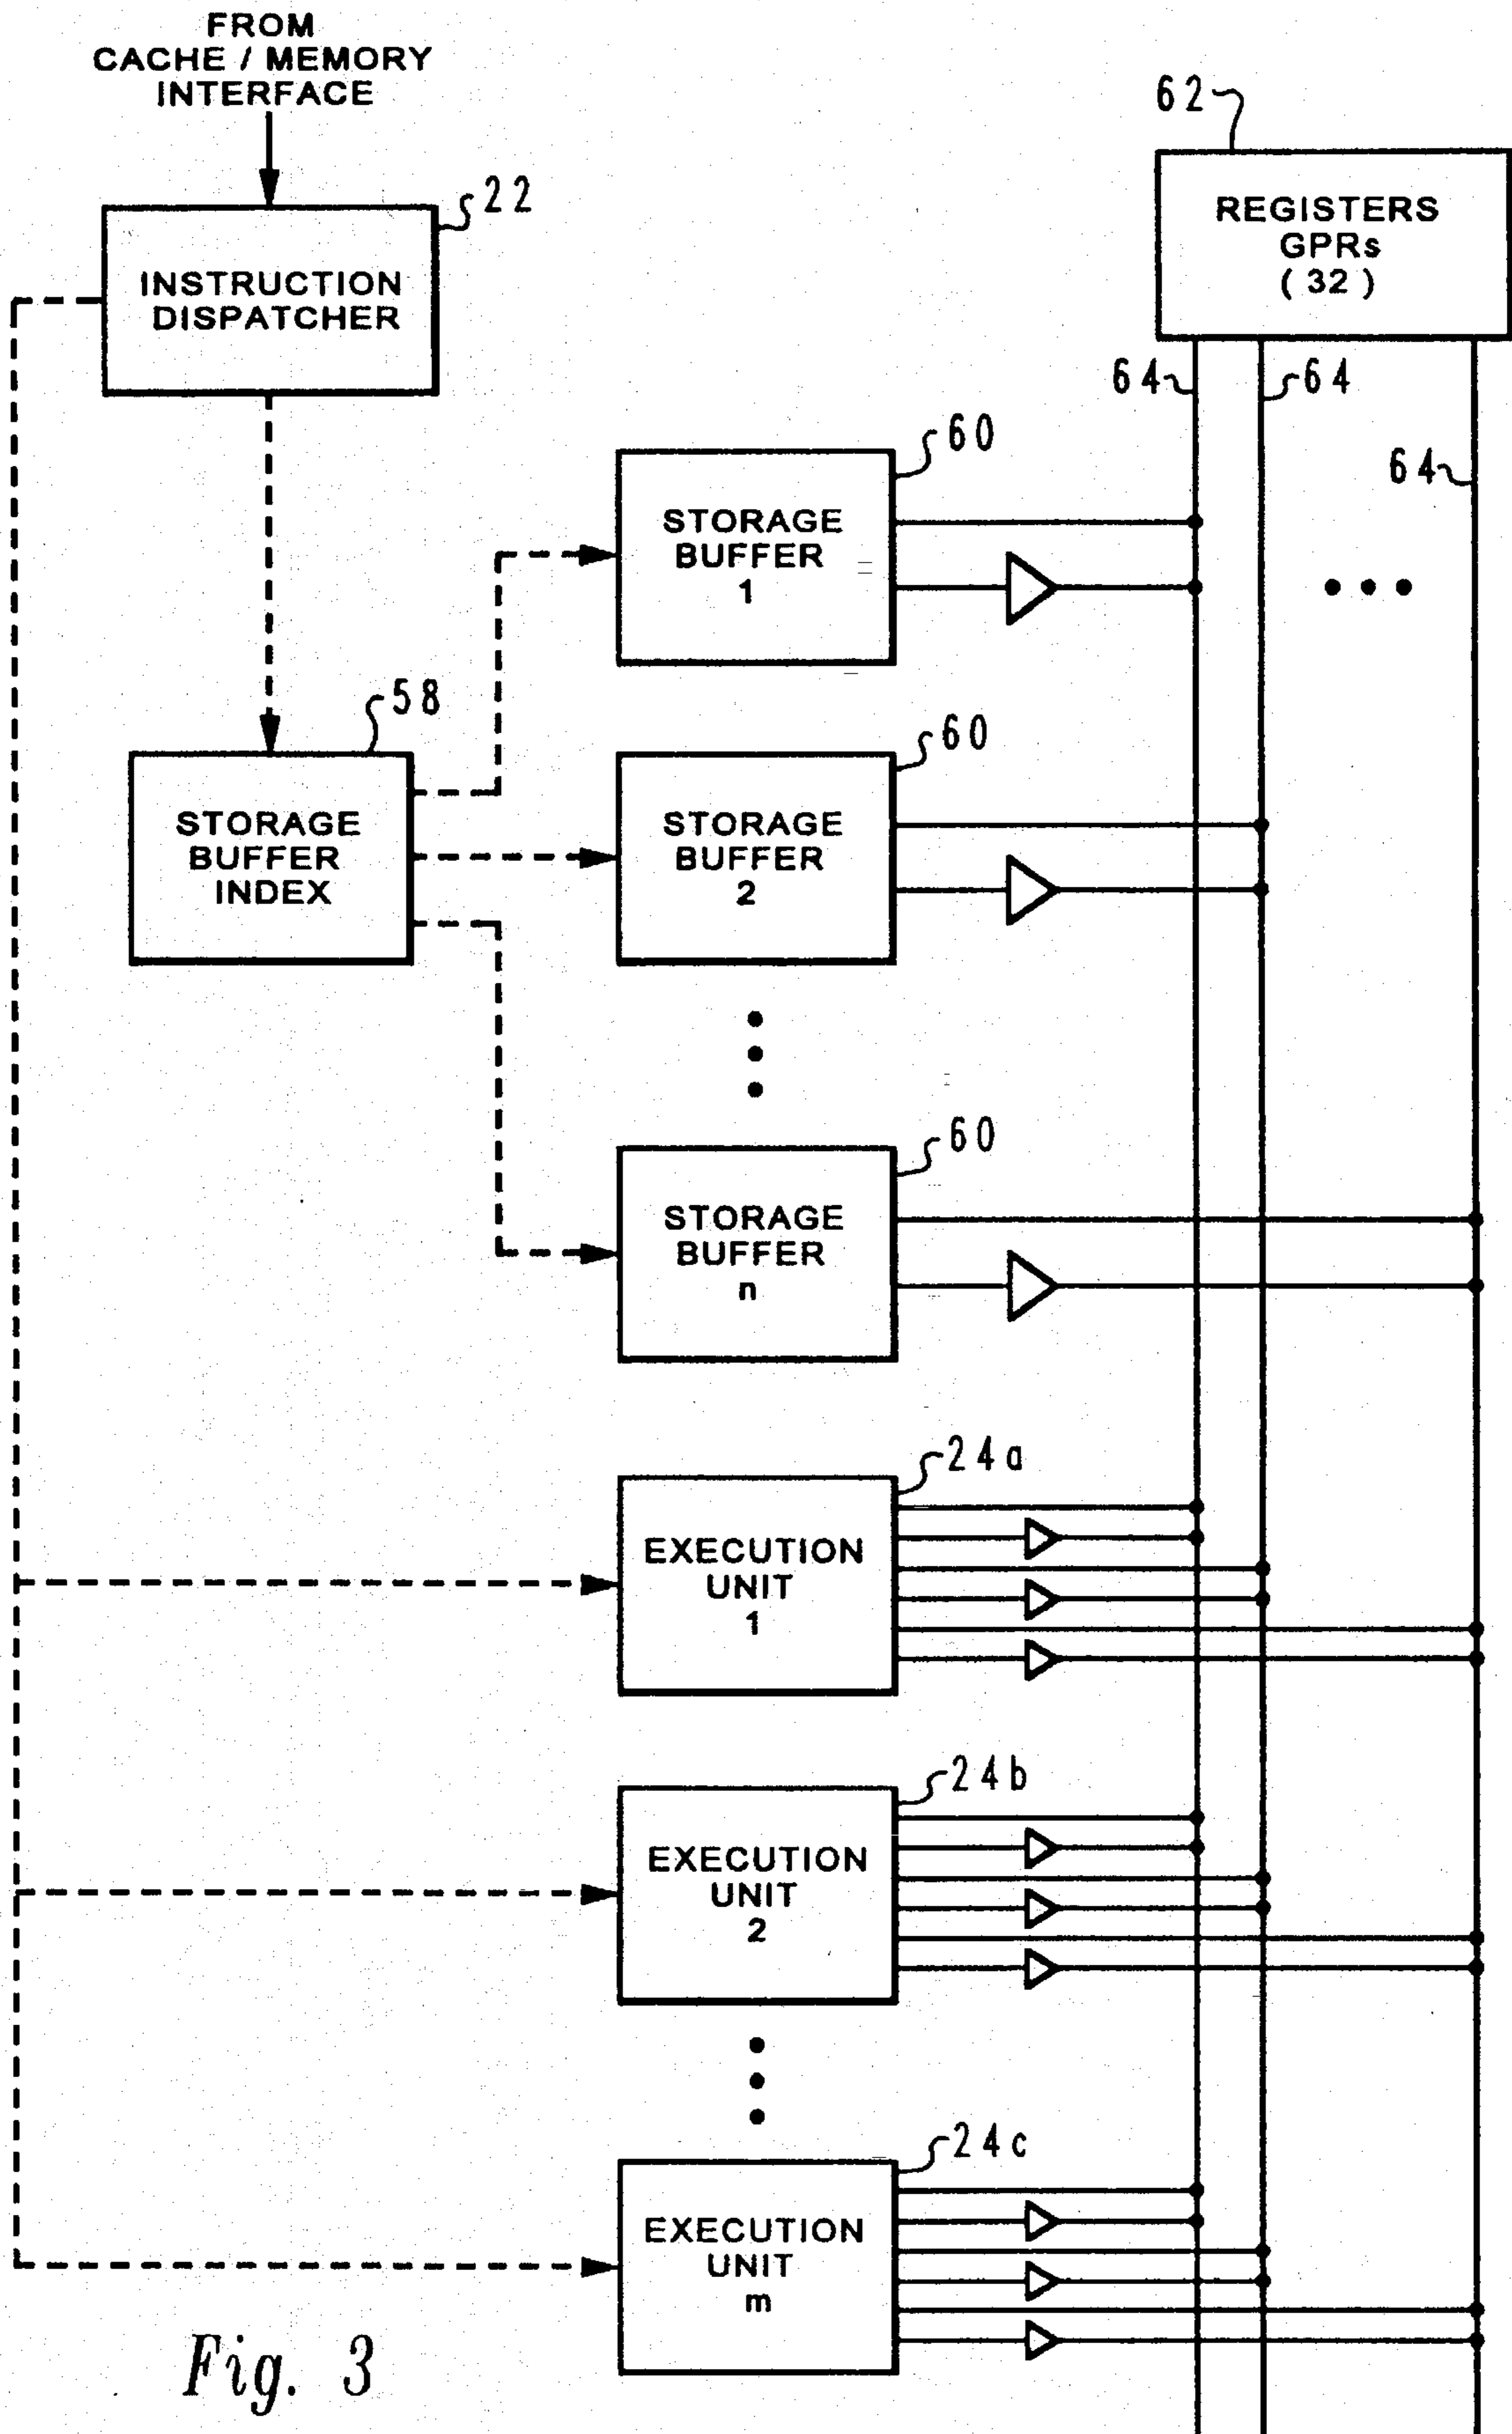 FROM
CACHE / MEMORY
INTERFACE
22
INSTRUCTION
DISPATCHER
62
REGISTERS
GPRs
( 32 )
64
64
64
60
STORAGE
BUFFER
1
58
STORAGE
BUFFER
INDEX
60
STORAGE
BUFFER
2
60
STORAGE
BUFFER
n
24a
EXECUTION
UNIT
1
24b
EXECUTION
UNIT
2
24c
EXECUTION
UNIT
m
Fig. 3